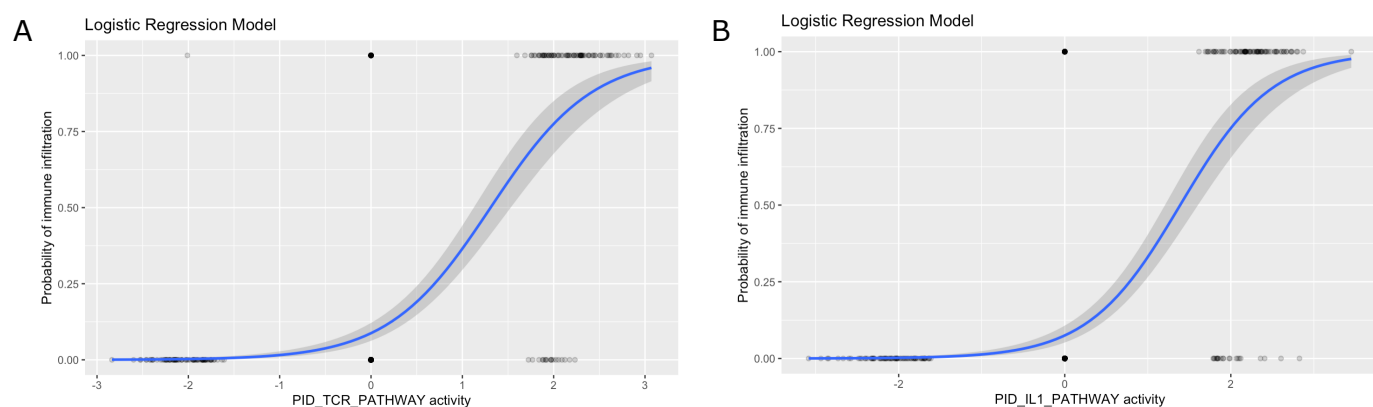 A
Logistic Regression Model
1.00
0.75
0.50
0.25
0.00
Probability of immune infiltration
-3
-2
-1
0
1
2
3
PID_TCR_PATHWAY activity
B
Logistic Regression Model
1.00
0.75
0.50
0.25
0.00
Probability of immune infiltration
-2
0
2
PID_IL1_PATHWAY activity